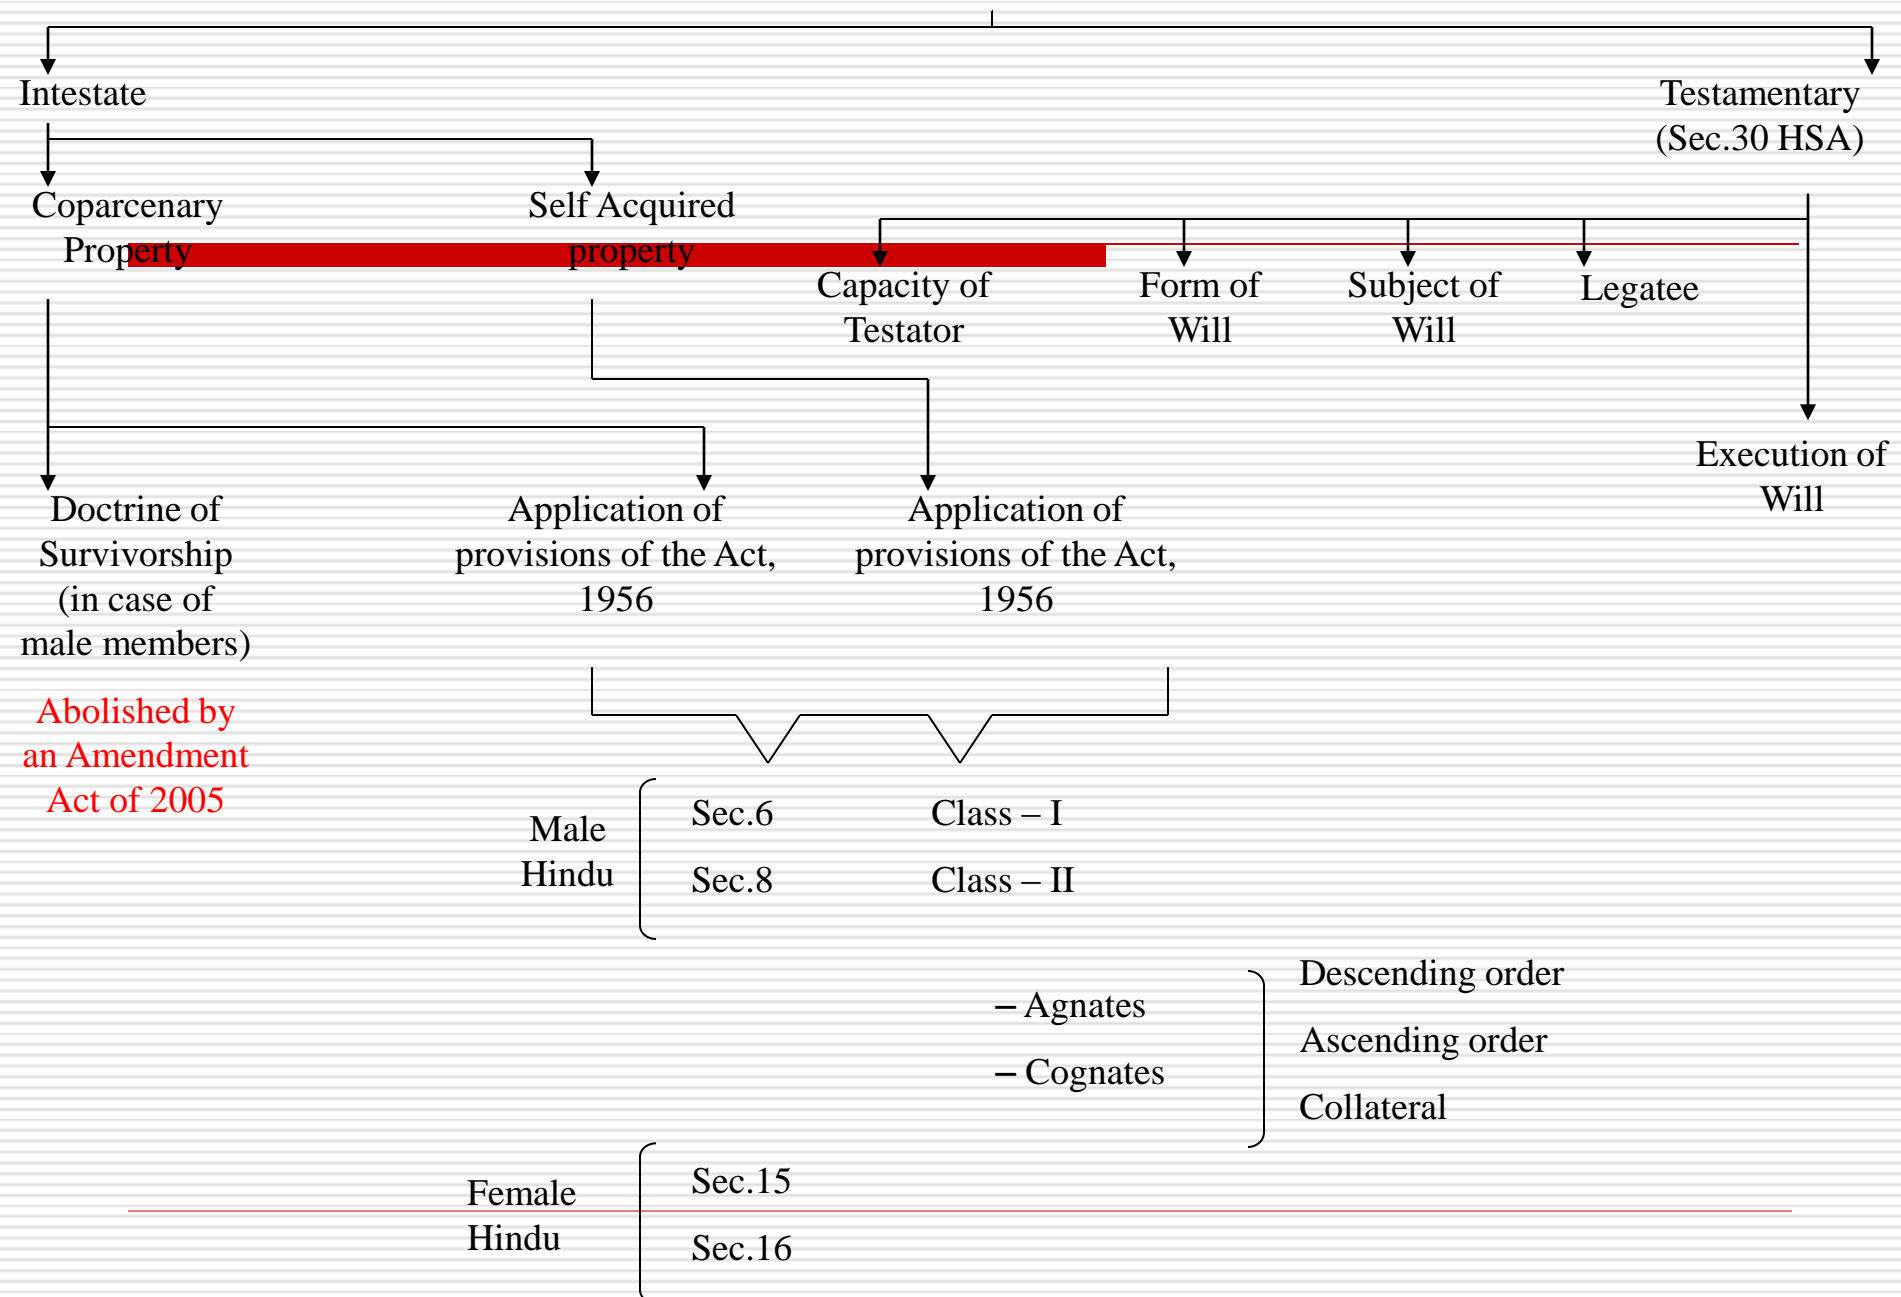 Intestate
Testamentary
(Sec.30 HSA)
Coparcenary
Property
Self Acquired
property
Capacity of
Testator
Form of
Will
Subject of
Will
Legatee
Execution of
Will
Doctrine of
Survivorship
(in case of
male members)
Abolished by
an Amendment
Act of 2005
Application of
provisions of the Act,
1956
Application of
provisions of the Act,
1956
Male
Hindu
Sec.6
Class – I
Sec.8
Class – II
– Agnates
– Cognates
Descending order
Ascending order
Collateral
Female
Hindu
Sec.15
Sec.16